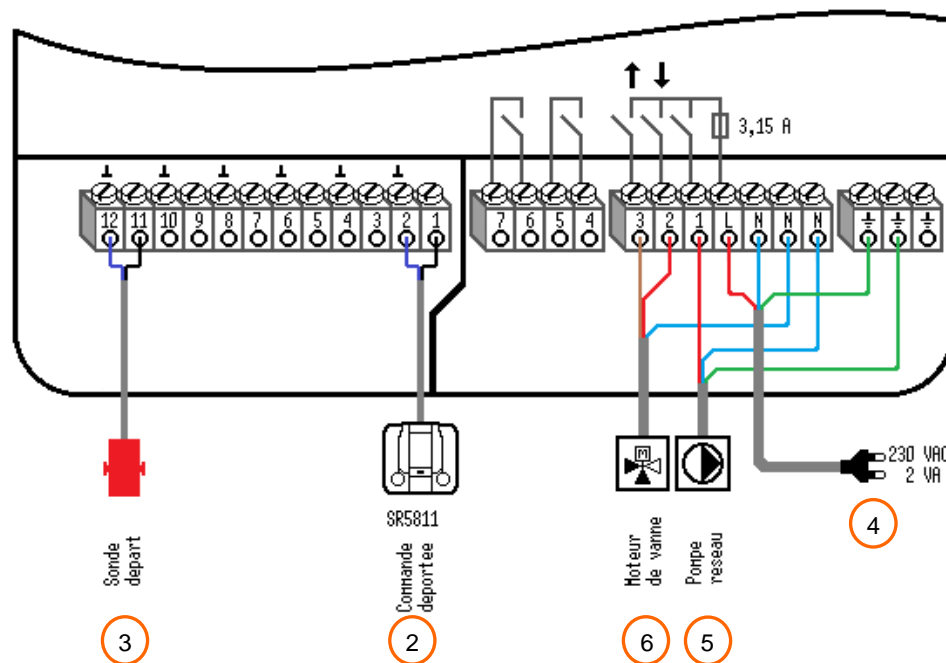 3,15 A
12 11 10 9 8 7 6 5 4 3 2 1
7 6 5 4
3 2 1 L N N N
M
230 VAC
2 VA
4
SR5811
Sonde
depart
Commande
deportee
Moteur
de vanne
Pompe
reseau
3
2
6
5